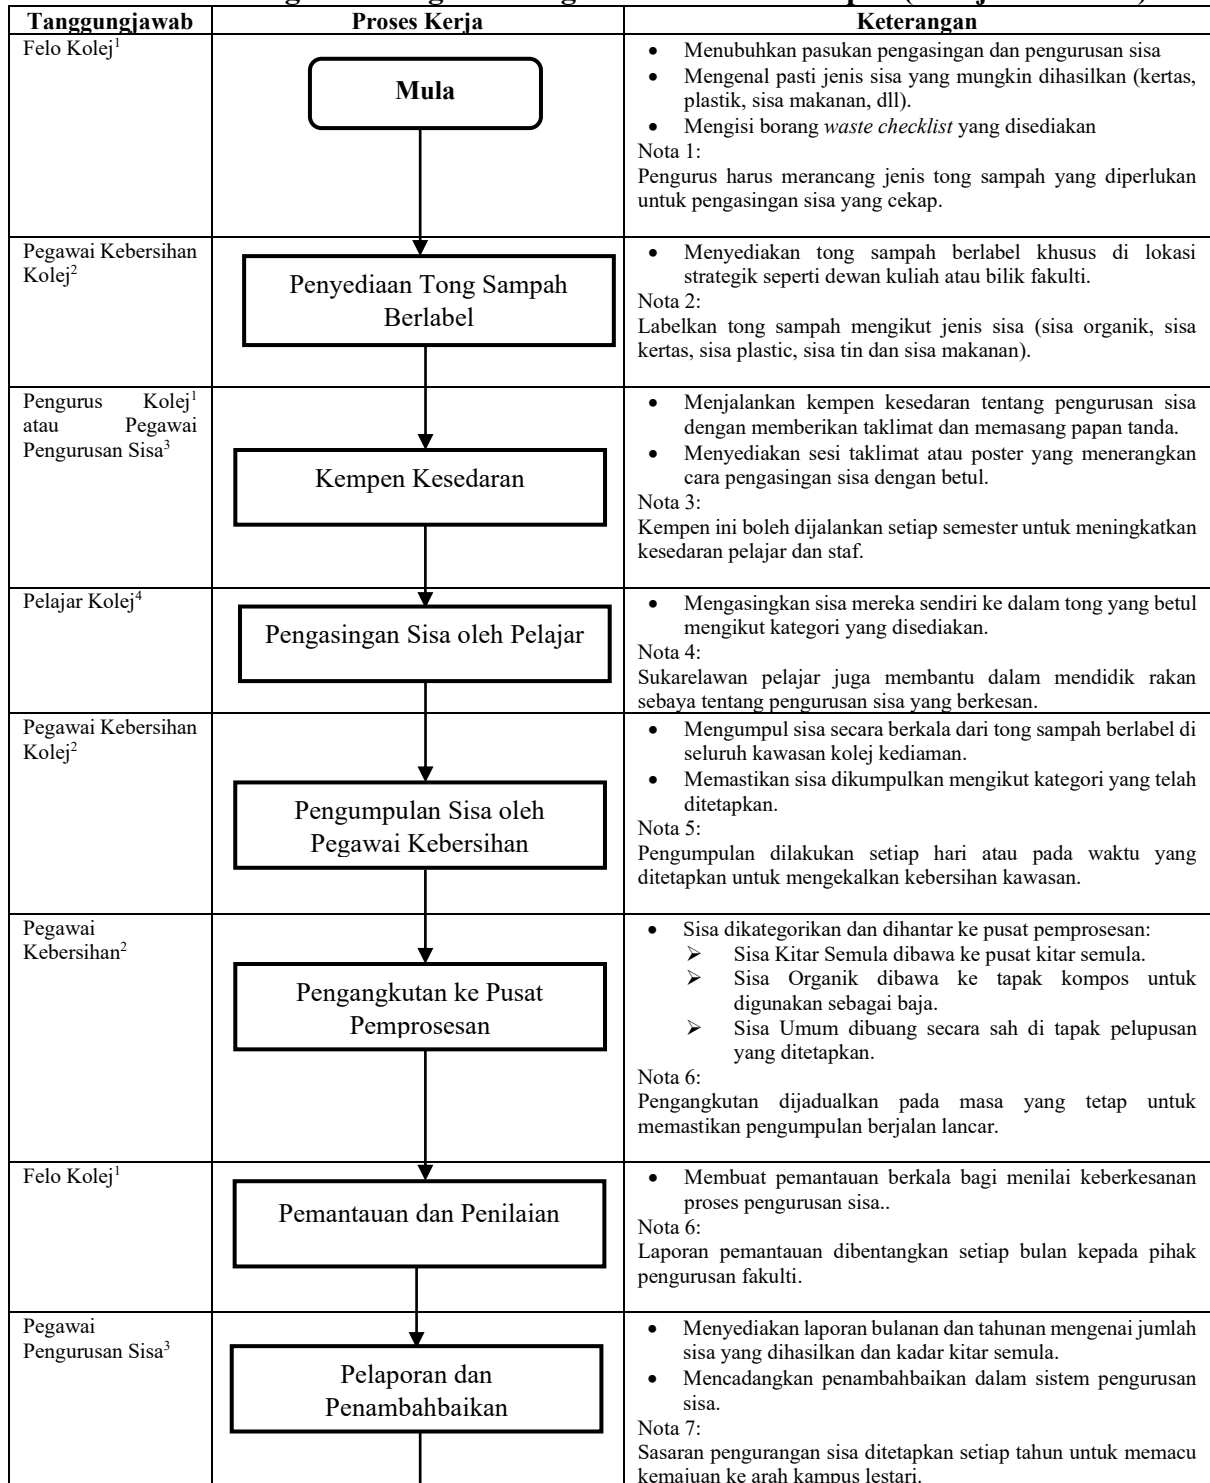 Tanggungjawab Proses Kerja Keterangan
Felo Kolej1
Mula
• Menubuhkan pasukan pengasingan dan pengurusan sisa
• Mengenal pasti jenis sisa yang mungkin dihasilkan (kertas,
plastik, sisa makanan, dll).
• Mengisi borang waste checklist yang disediakan
Nota 1:
Pengurus harus merancang jenis tong sampah yang diperlukan
untuk pengasingan sisa yang cekap.
Pegawai Kebersihan
Kolej2
Penyediaan Tong Sampah
Berlabel
• Menyediakan tong sampah berlabel khusus di lokasi
strategik seperti dewan kuliah atau bilik fakulti.
Nota 2:
Labelkan tong sampah mengikut jenis sisa (sisa organik, sisa
kertas, sisa plastic, sisa tin dan sisa makanan).
Pengurus Kolej1
atau Pegawai
Pengurusan Sisa3
Kempen Kesedaran
• Menjalankan kempen kesedaran tentang pengurusan sisa
dengan memberikan taklimat dan memasang papan tanda.
• Menyediakan sesi taklimat atau poster yang menerangkan
cara pengasingan sisa dengan betul.
Nota 3:
Kempen ini boleh dijalankan setiap semester untuk meningkatkan
kesedaran pelajar dan staf.
Pelajar Kolej4
Pengasingan Sisa oleh Pelajar
• Mengasingkan sisa mereka sendiri ke dalam tong yang betul
mengikut kategori yang disediakan.
Nota 4:
Sukarelawan pelajar juga membantu dalam mendidik rakan
sebaya tentang pengurusan sisa yang berkesan.
Pegawai Kebersihan
Kolej2
Pengumpulan Sisa oleh
Pegawai Kebersihan
• Mengumpul sisa secara berkala dari tong sampah berlabel di
seluruh kawasan kolej kediaman.
• Memastikan sisa dikumpulkan mengikut kategori yang telah
ditetapkan.
Nota 5:
Pengumpulan dilakukan setiap hari atau pada waktu yang
ditetapkan untuk mengekalkan kebersihan kawasan.
Pegawai
Kebersihan2
Pengangkutan ke Pusat
Pemprosesan
• Sisa dikategorikan dan dihantar ke pusat pemprosesan:
➢ Sisa Kitar Semula dibawa ke pusat kitar semula.
➢ Sisa Organik dibawa ke tapak kompos untuk
digunakan sebagai baja.
➢ Sisa Umum dibuang secara sah di tapak pelupusan
yang ditetapkan.
Nota 6:
Pengangkutan dijadualkan pada masa yang tetap untuk
memastikan pengumpulan berjalan lancar.
Felo Kolej1
Pemantauan dan Penilaian
• Membuat pemantauan berkala bagi menilai keberkesanan
proses pengurusan sisa..
Nota 6:
Laporan pemantauan dibentangkan setiap bulan kepada pihak
pengurusan fakulti.
Pegawai
Pengurusan Sisa3
Pelaporan dan
Penambahbaikan
• Menyediakan laporan bulanan dan tahunan mengenai jumlah
sisa yang dihasilkan dan kadar kitar semula.
• Mencadangkan penambahbaikan dalam sistem pengurusan
sisa.
Nota 7:
Sasaran pengurangan sisa ditetapkan setiap tahun untuk memacu
kemajuan ke arah kampus lestari.